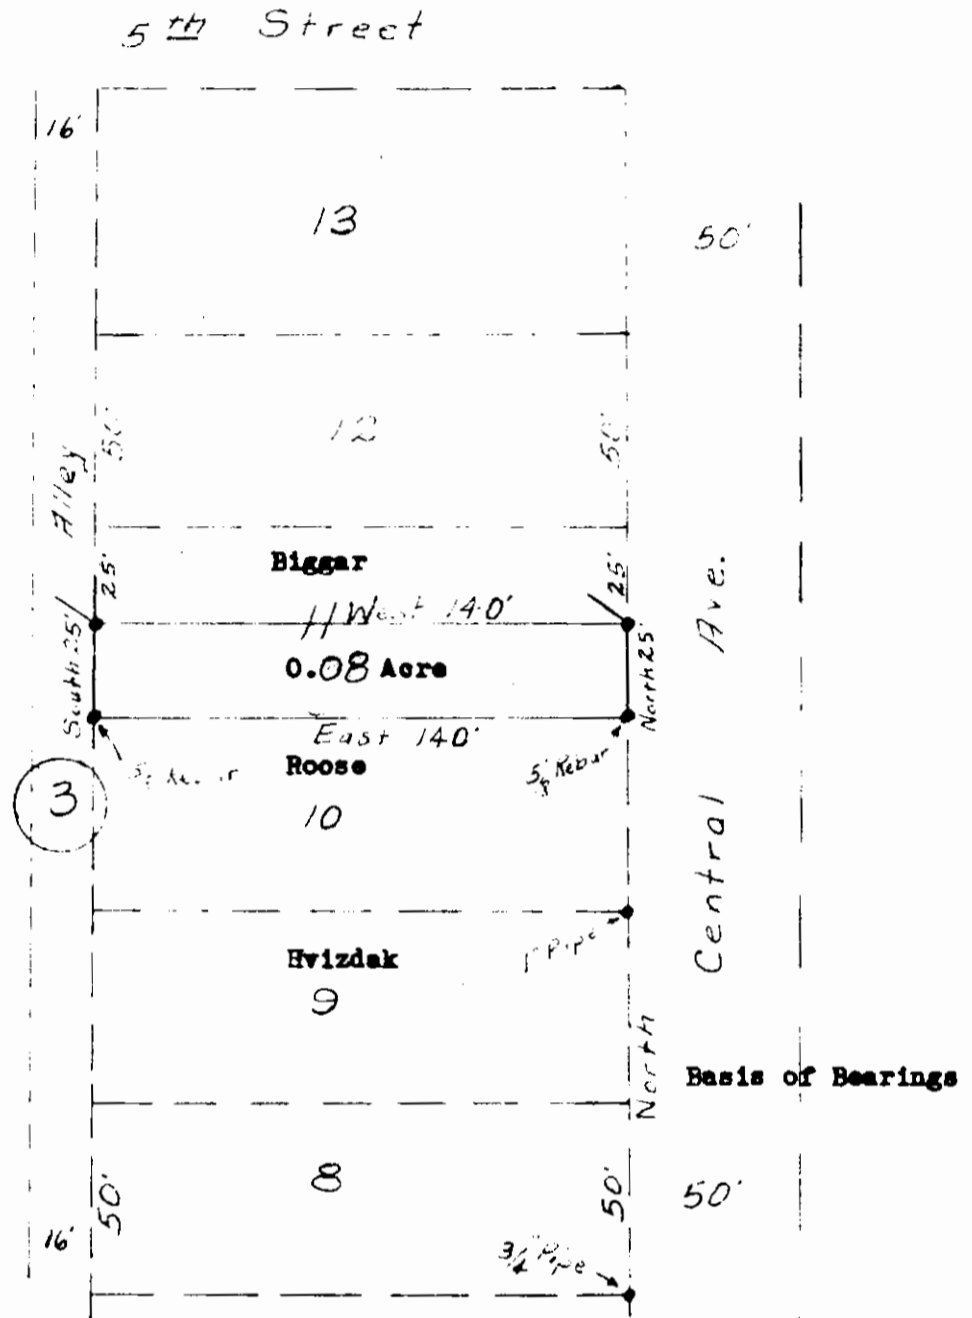 5th Street
16'
13
50'
50'
12
50'
Alley
25'
Biggar
25'
11 West 140'
South 25'
0.08 Acre
North 25'
Ave.
East 140'
Roose
5/8 Rebar
3
10
Central
1" Pipe
Hvizdak
9
North
Basis of Bearings
50'
8
50'
50'
16'
3/4" Pipe